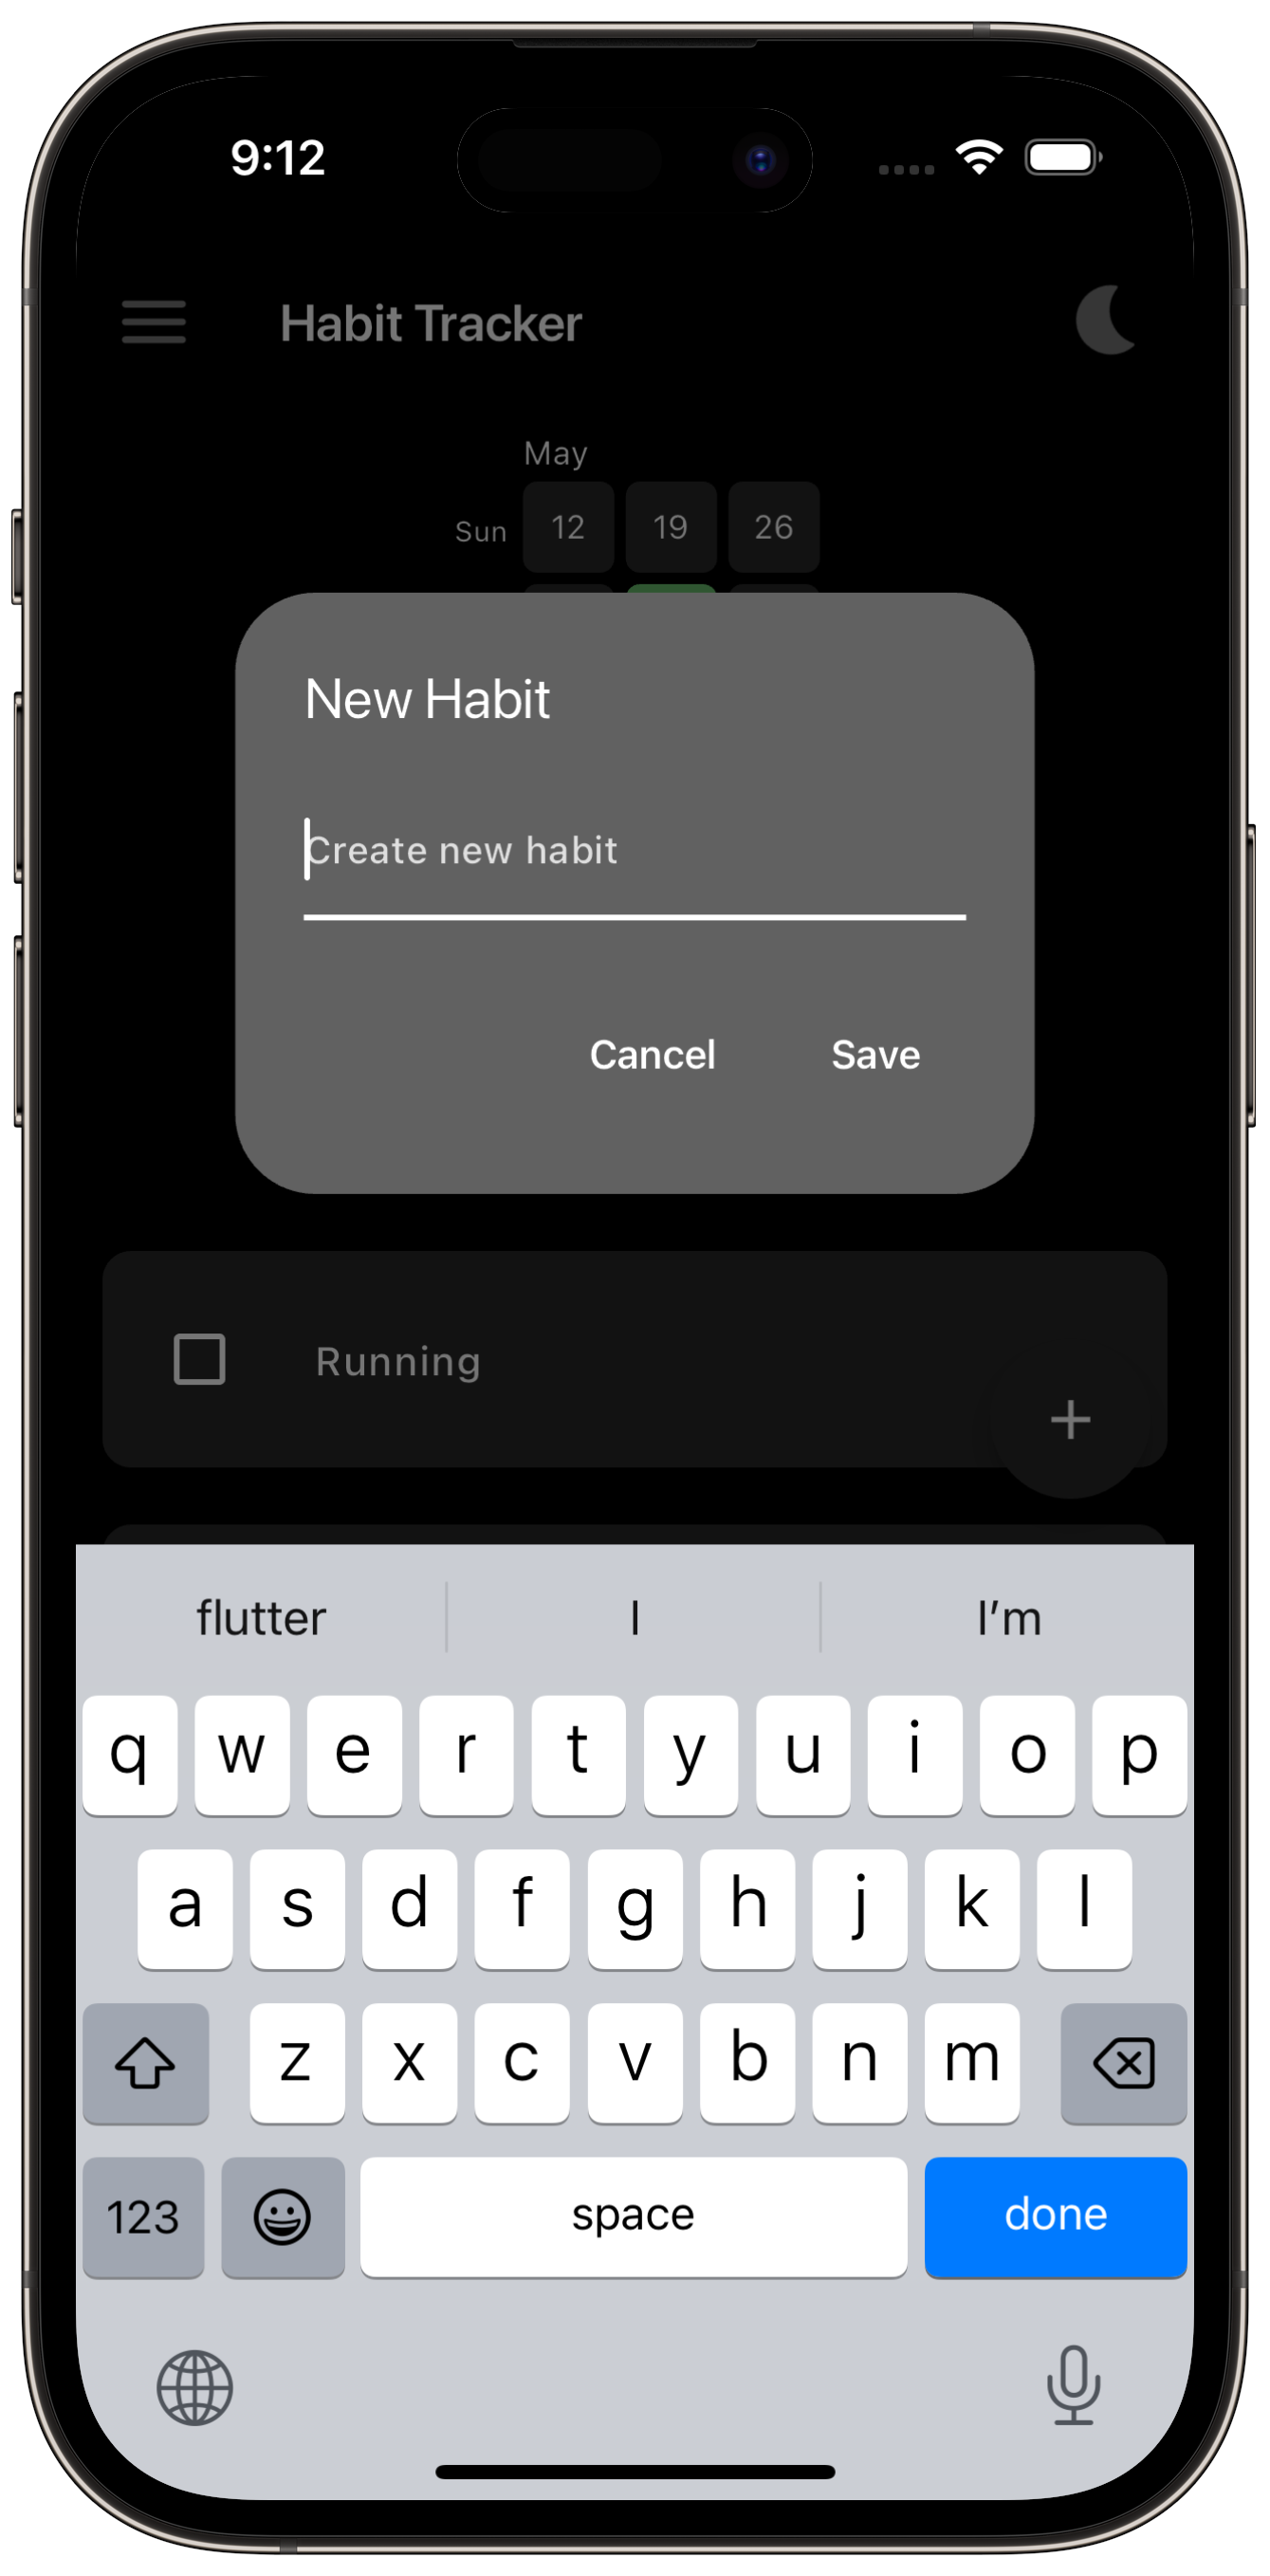 9:12
Habit Tracker
May
Sun 12 19 26
New Habit
Create new habit
Cancel Save
Running
+
flutter I I’m
q w e r t y u i o p
a s d f g h j k l
z x c v b n m
123 space done